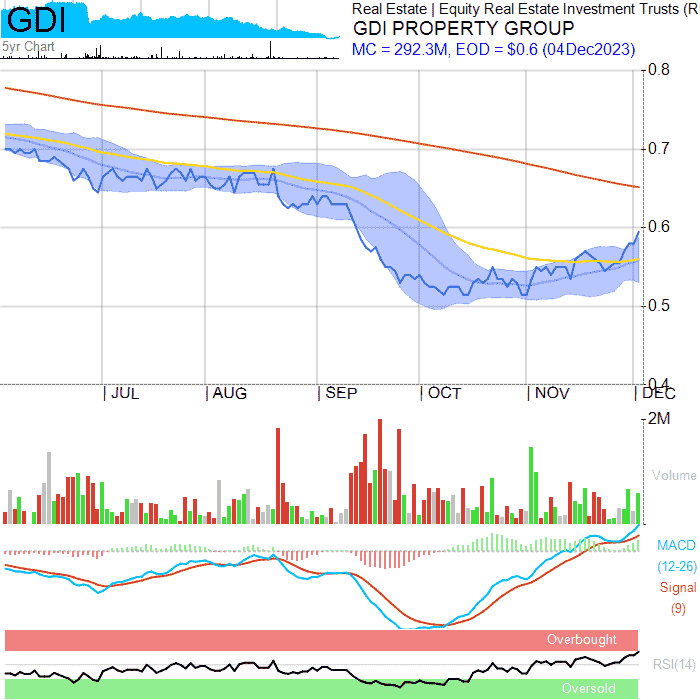 GDI
Real Estate | Equity Real Estate Investment Trusts (R
GDI PROPERTY GROUP
5yr Chart
MC = 292.3M, EOD = $0.6 (04Dec2023)
0.8
0.7
0.6
0.5
0.4
JUL AUG SEP OCT NOV DEC
2M
Volume
MACD
(12-26)
Signal
(9)
Overbought
RSI(14)
Oversold